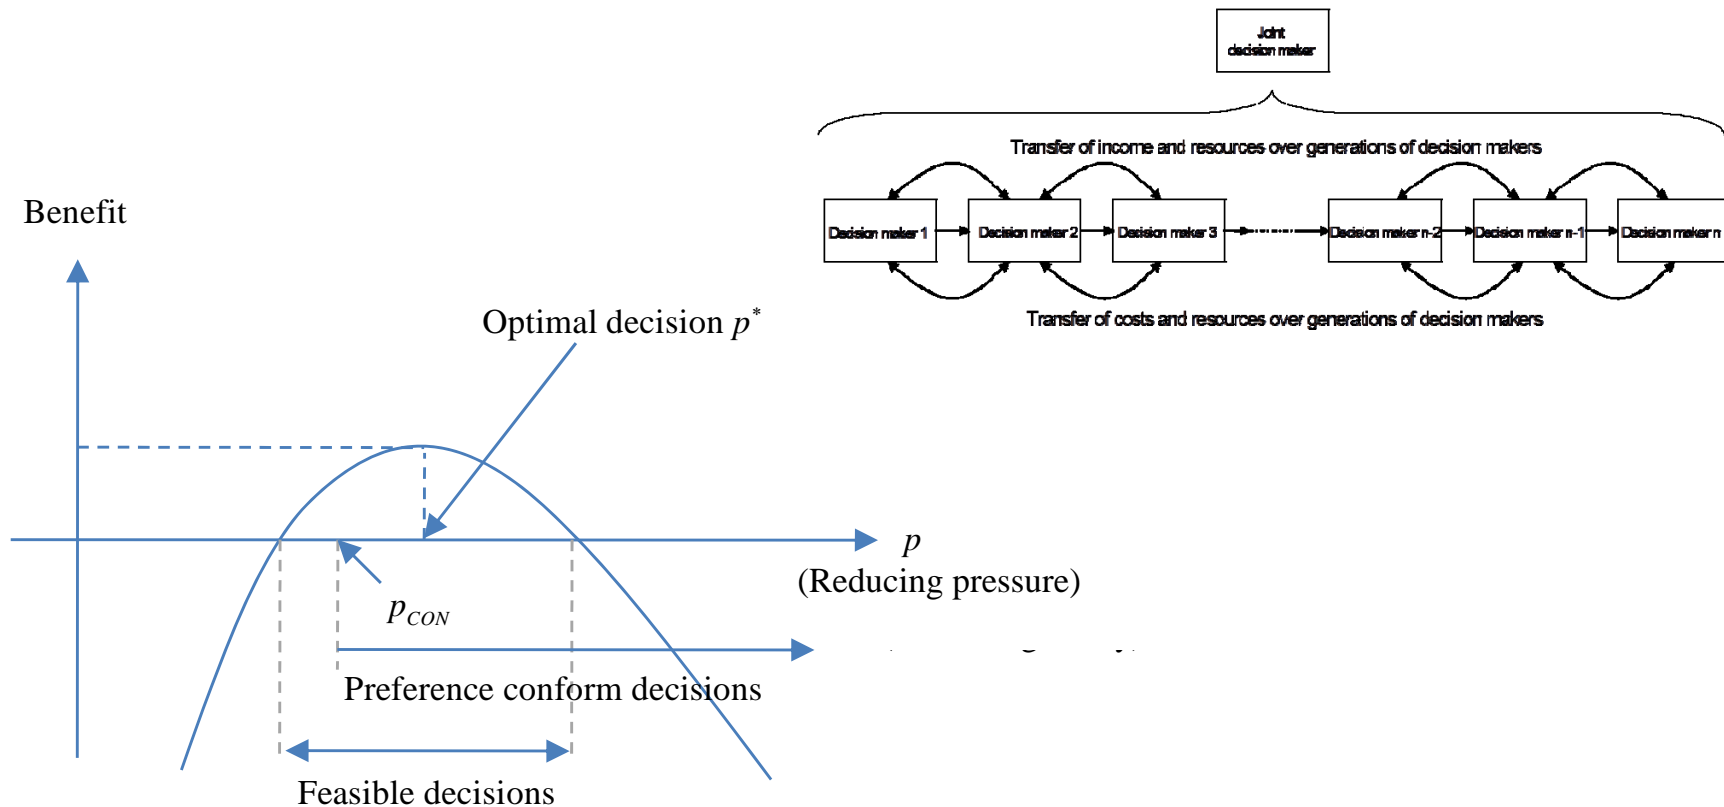 Joint
decision maker
Transfer of income and resources over generations of decision makers
Decision maker 1
Decision maker 2
Decision maker 3
Decision maker n-2
Decision maker n-1
Decision maker n
Transfer of costs and resources over generations of decision makers
Benefit
Optimal decision p*
p
(Reducing pressure)
pCON
Preference conform decisions
Feasible decisions